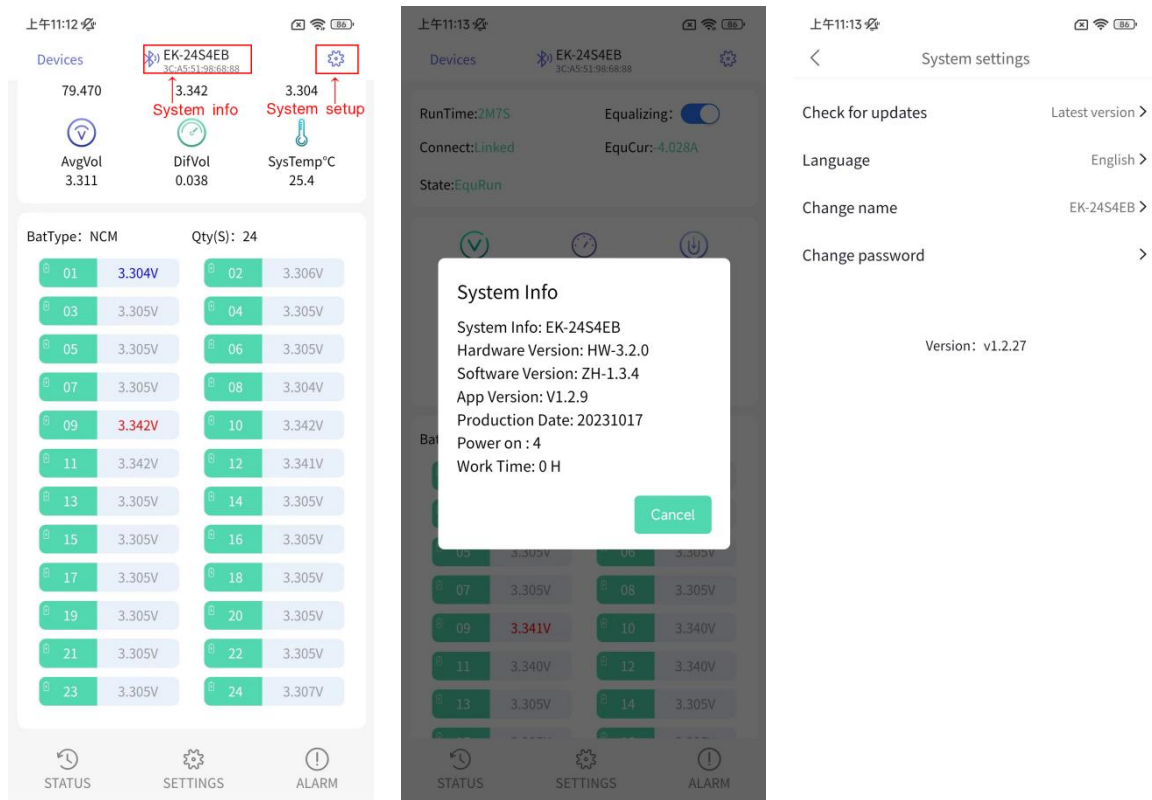 上午11:12
86
Devices
EK-24S4EB
3C:A5:51:98:68:88
79.470 3.342 3.304
System info System setup
AvgVol DifVol SysTemp°C
3.311 0.038 25.4
BatType: NCM Qty(S): 24
01 3.304V 02 3.306V
03 3.305V 04 3.305V
05 3.305V 06 3.305V
07 3.305V 08 3.304V
09 3.342V 10 3.342V
11 3.342V 12 3.341V
13 3.305V 14 3.305V
15 3.305V 16 3.305V
17 3.305V 18 3.305V
19 3.305V 20 3.305V
21 3.305V 22 3.305V
23 3.305V 24 3.307V
STATUS SETTINGS ALARM
上午11:13
86
Devices
EK-24S4EB
3C:A5:51:98:68:88
RunTime:2M7S Equalizing:
Connect:Linked EquCur:-4.028A
State:EquRun
System Info
System Info: EK-24S4EB
Hardware Version: HW-3.2.0
Software Version: ZH-1.3.4
App Version: V1.2.9
Production Date: 20231017
Power on : 4
Work Time: 0 H
Cancel
Bat
05 3.305V 06 3.305V
07 3.305V 08 3.305V
09 3.341V 10 3.340V
11 3.340V 12 3.340V
13 3.305V 14 3.305V
STATUS SETTINGS ALARM
上午11:13
86
System settings
Check for updates Latest version
Language English
Change name EK-24S4EB
Change password
Version: v1.2.27